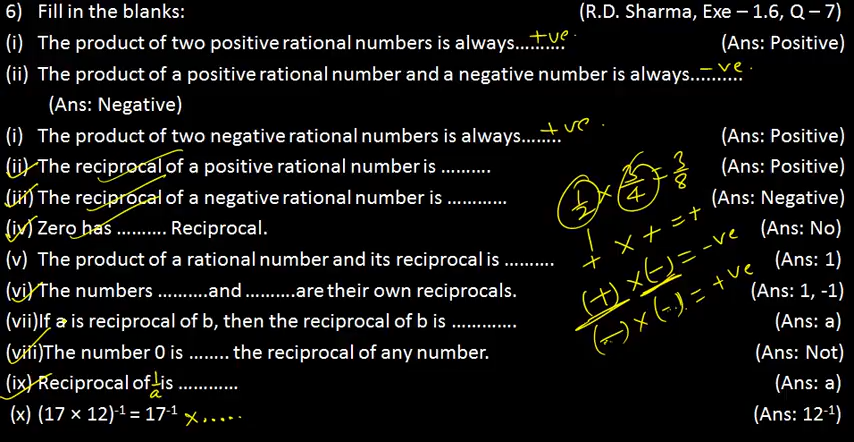 6) Fill in the blanks: (R.D. Sharma, Exe – 1.6, Q – 7)
(i) The product of two positive rational numbers is always.......... +ve. (Ans: Positive)
(ii) The product of a positive rational number and a negative number is always.......... -ve.
(Ans: Negative)
(i) The product of two negative rational numbers is always........ +ve. (Ans: Positive)
(ii) The reciprocal of a positive rational number is .......... (Ans: Positive)
(iii) The reciprocal of a negative rational number is ............ (Ans: Negative)
(iv) Zero has .......... Reciprocal. (Ans: No)
(v) The product of a rational number and its reciprocal is .......... (Ans: 1)
(vi) The numbers ..........and ..........are their own reciprocals. (Ans: 1, -1)
(vii)If a is reciprocal of b, then the reciprocal of b is ............. (Ans: a)
(viii)The number 0 is ........ the reciprocal of any number. (Ans: Not)
(ix) Reciprocal of 1/a is ............ (Ans: a)
(x) (17 × 12)⁻¹ = 17⁻¹ × ..... (Ans: 12⁻¹)
1/2 × 3/4 = 3/8
+ × + = +
(+) × (-) = -ve
(-) × (-) = +ve